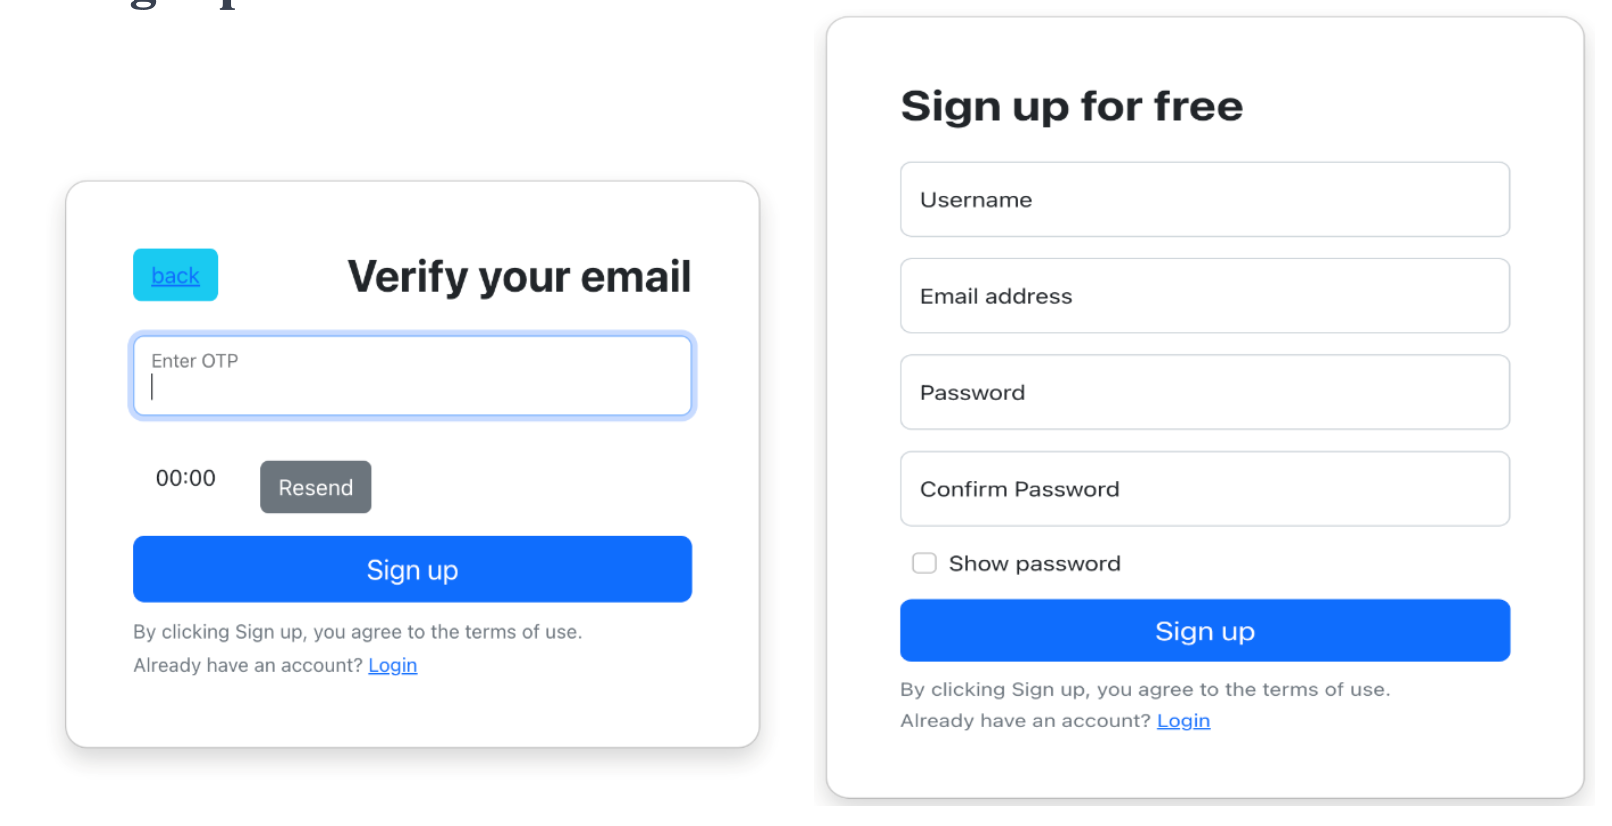 back
Verify your email
Enter OTP
00:00
Resend
Sign up
By clicking Sign up, you agree to the terms of use.
Already have an account? Login
Sign up for free
Username
Email address
Password
Confirm Password
Show password
Sign up
By clicking Sign up, you agree to the terms of use.
Already have an account? Login